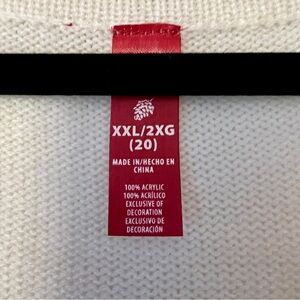 XXL/2XG
(20)
MADE IN/HECHO EN
CHINA
100% ACRYLIC
100% ACRÍLICO
EXCLUSIVE OF
DECORATION
EXCLUSIVO DE
DECORACIÓN